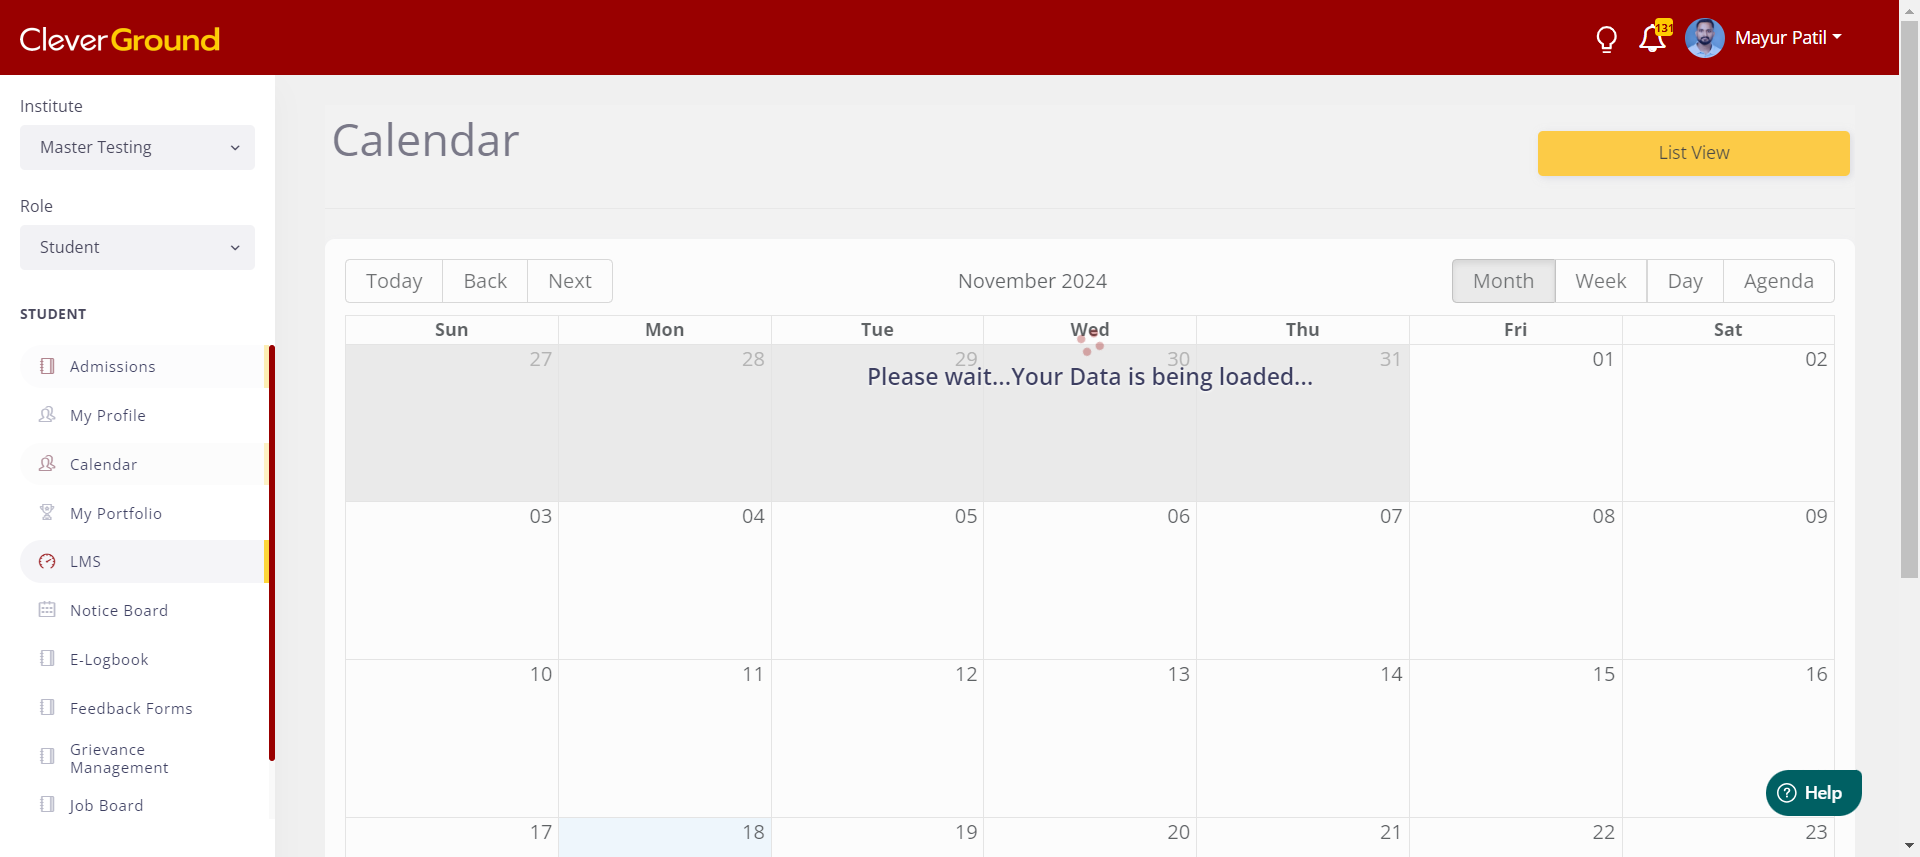 CleverGround
131
Mayur Patil
Institute
Master Testing
Role
Student
STUDENT
Admissions
My Profile
Calendar
My Portfolio
LMS
Notice Board
E-Logbook
Feedback Forms
Grievance
Management
Job Board
Calendar
List View
Today Back Next
November 2024
Month Week Day Agenda
Sun Mon Tue Wed Thu Fri Sat
27 28 29 30 31 01 02
Please wait...Your Data is being loaded...
03 04 05 06 07 08 09
10 11 12 13 14 15 16
17 18 19 20 21 22 23
Help